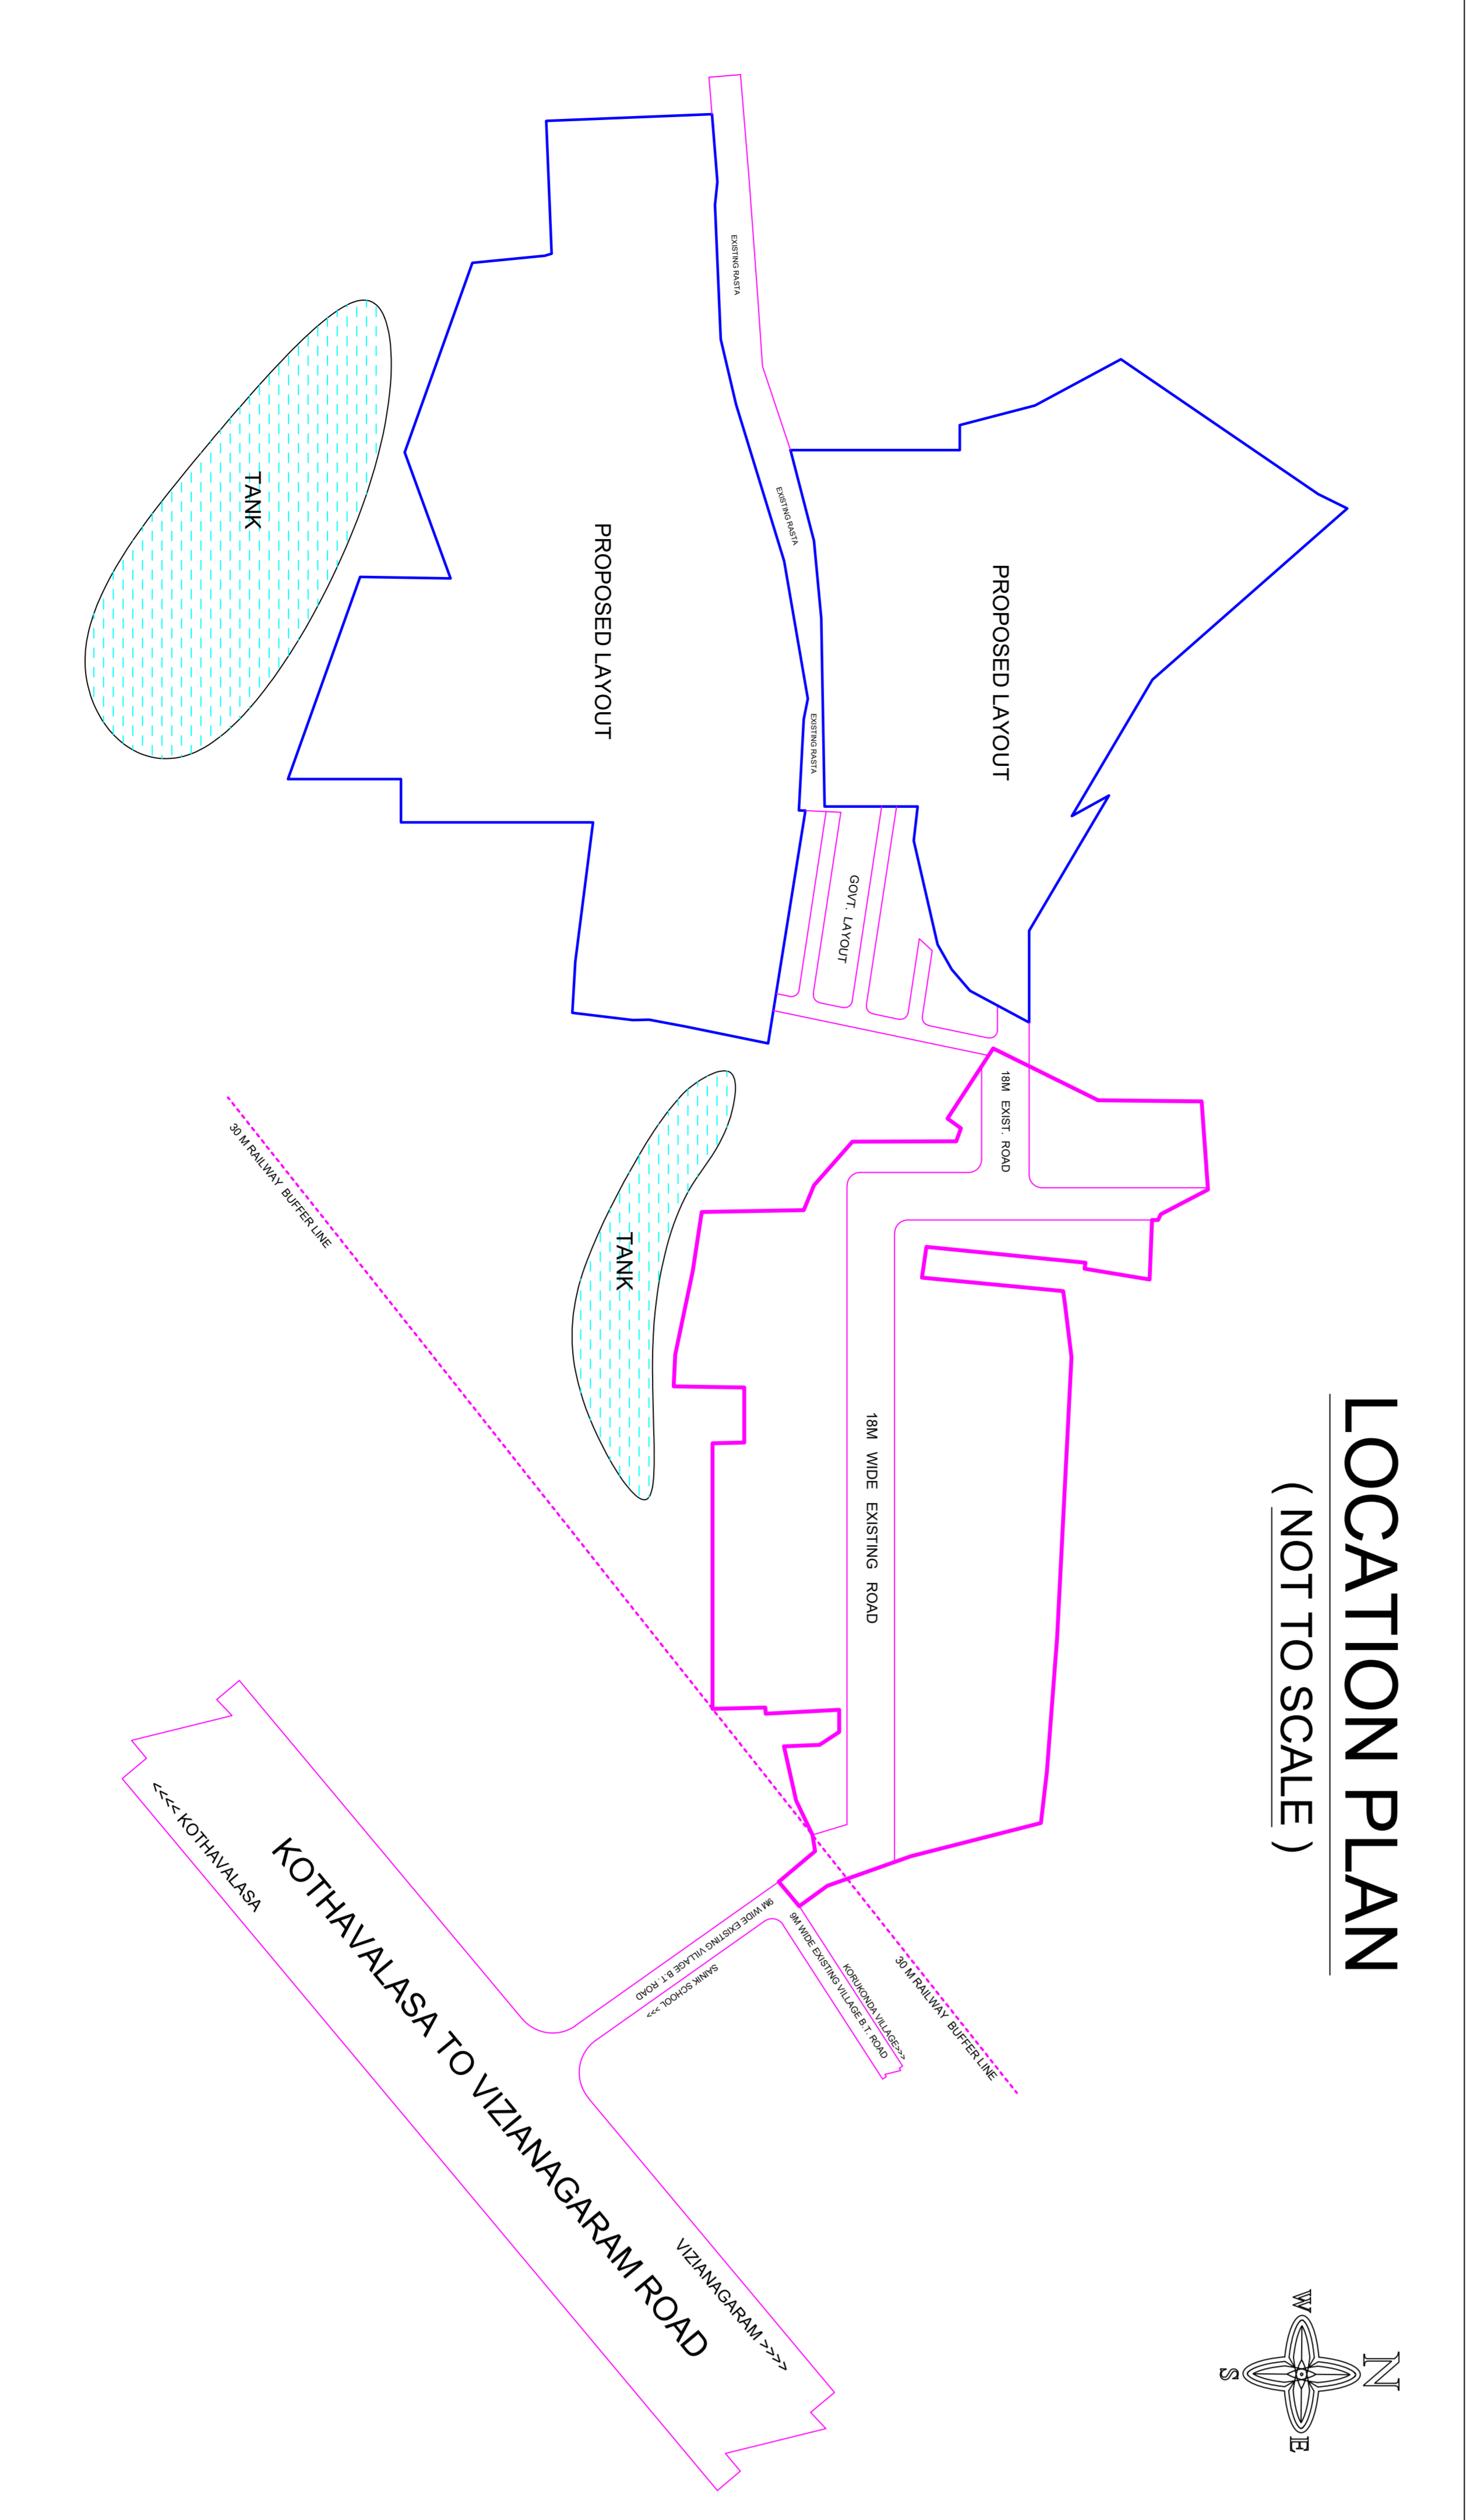 LOCATION PLAN
( NOT TO SCALE )
N
W
E
S
EXISTING RASTA
EXISTING RASTA
EXISTING RASTA
PROPOSED LAYOUT
PROPOSED LAYOUT
TANK
GOVT. LAYOUT
18M EXIST. ROAD
18M WIDE EXISTING ROAD
TANK
30 M RAILWAY BUFFER LINE
30 M RAILWAY BUFFER LINE
KORUKONDA VILLAGE>>>
9M WIDE EXISTING VILLAGE B.T. ROAD
9M WIDE EXISTING VILLAGE B.T. ROAD
SAINIK SCHOOL >>>
<<<< KOTHAVALASA
KOTHAVALASA TO VIZIANAGARAM ROAD
VIZIANAGARAM >>>>